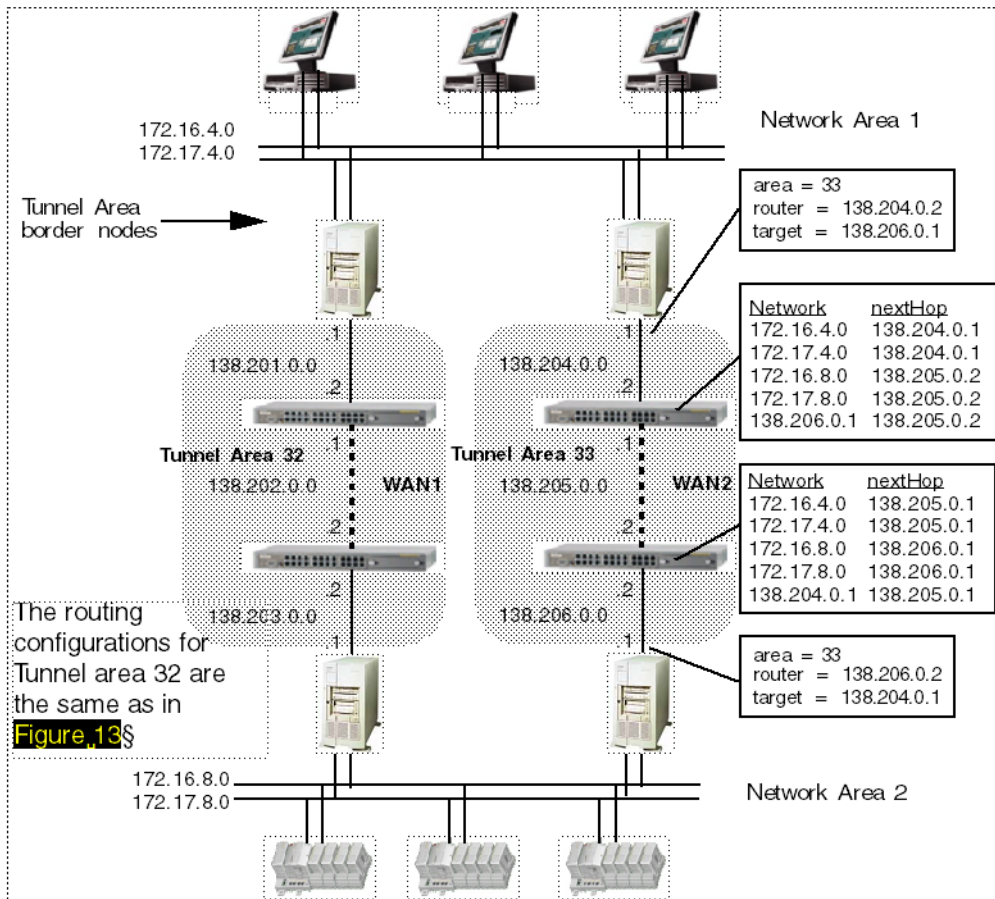 172.16.4.0
172.17.4.0
Network Area 1
Tunnel Area
border nodes
area = 33
router = 138.204.0.2
target = 138.206.0.1
.1
138.201.0.0
.2
.1
138.204.0.0
.2
Network nextHop
172.16.4.0 138.204.0.1
172.17.4.0 138.204.0.1
172.16.8.0 138.205.0.2
172.17.8.0 138.205.0.2
138.206.0.1 138.205.0.2
.1
Tunnel Area 32
138.202.0.0
WAN1
.2
.1
Tunnel Area 33
138.205.0.0
WAN2
.2
Network nextHop
172.16.4.0 138.205.0.1
172.17.4.0 138.205.0.1
172.16.8.0 138.206.0.1
172.17.8.0 138.206.0.1
138.204.0.1 138.205.0.1
.2
138.203.0.0
.1
.2
138.206.0.0
.1
The routing
configurations for
Tunnel area 32 are
the same as in
Figure 13§
area = 33
router = 138.206.0.2
target = 138.204.0.1
172.16.8.0
172.17.8.0
Network Area 2